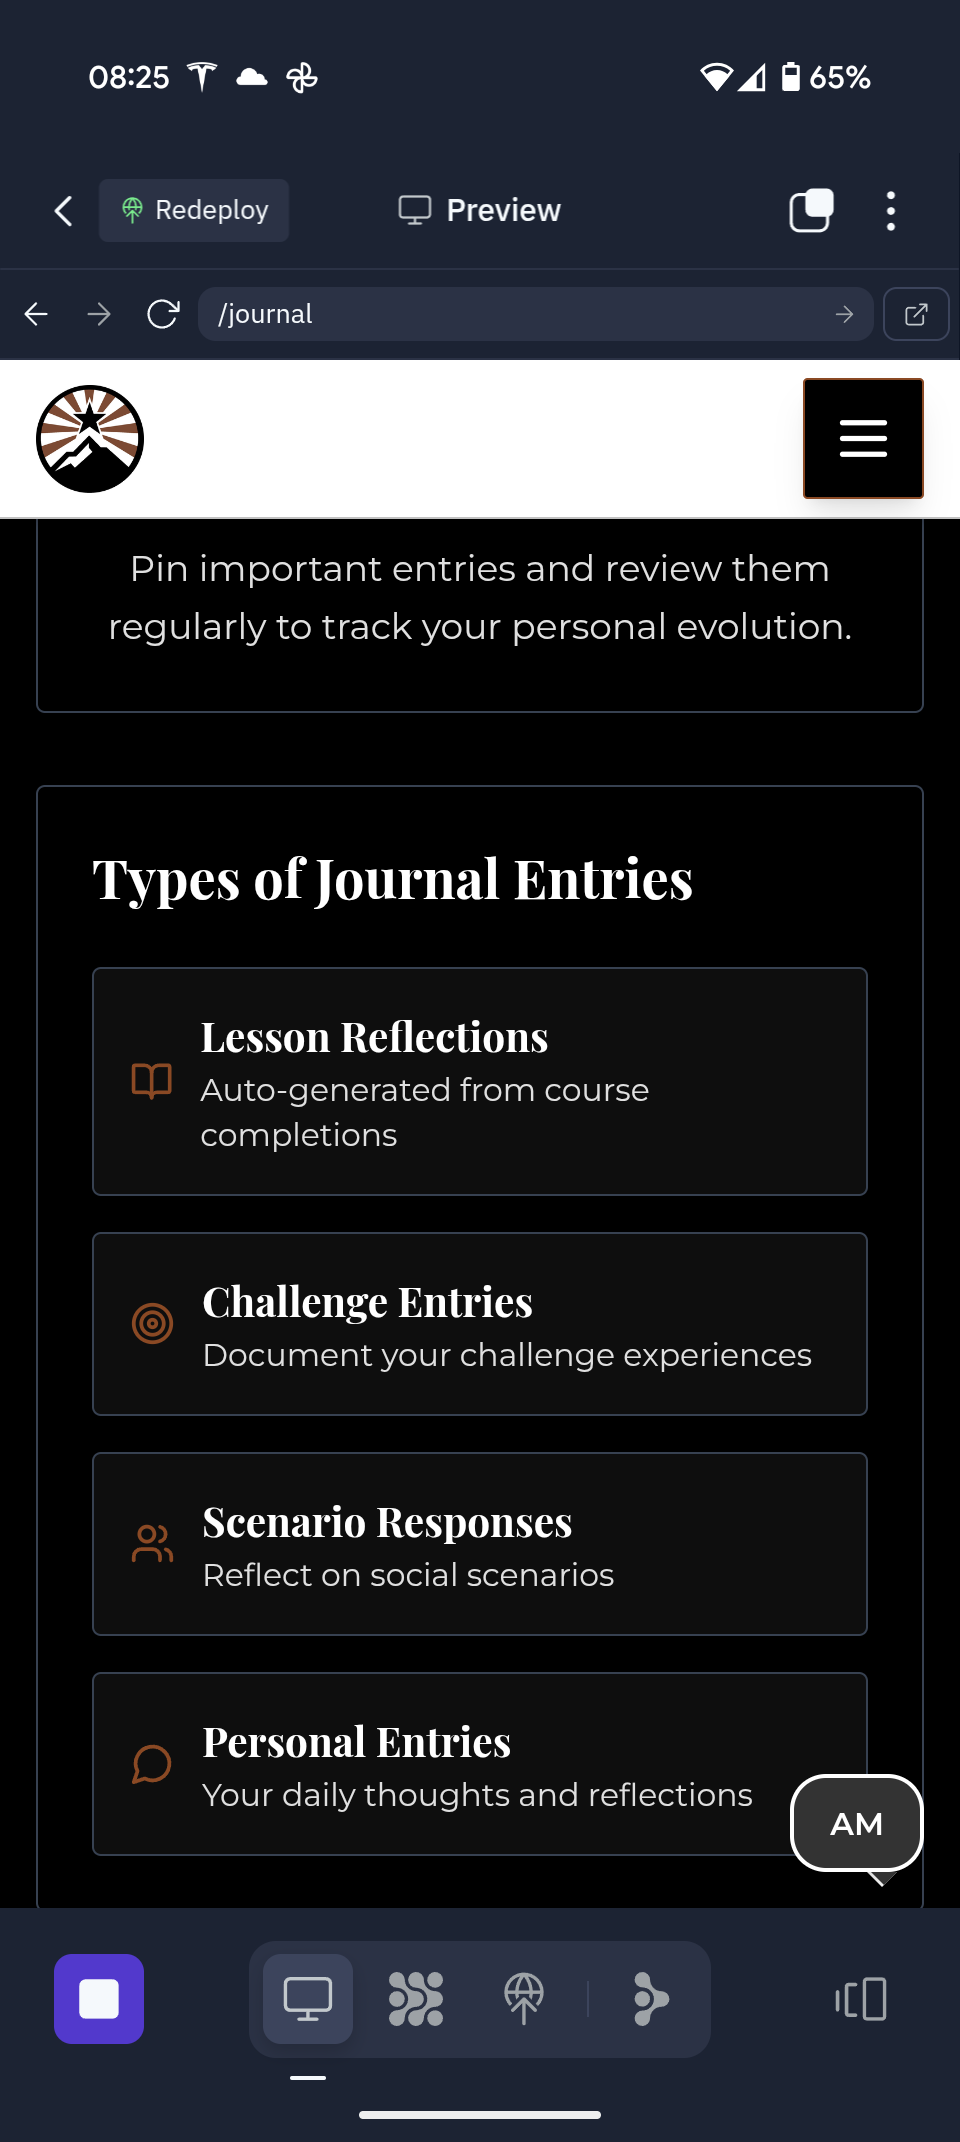 08:25
65%
Redeploy
Preview
/journal
Pin important entries and review them
regularly to track your personal evolution.
Types of Journal Entries
Lesson Reflections
Auto-generated from course
completions
Challenge Entries
Document your challenge experiences
Scenario Responses
Reflect on social scenarios
Personal Entries
Your daily thoughts and reflections
AM